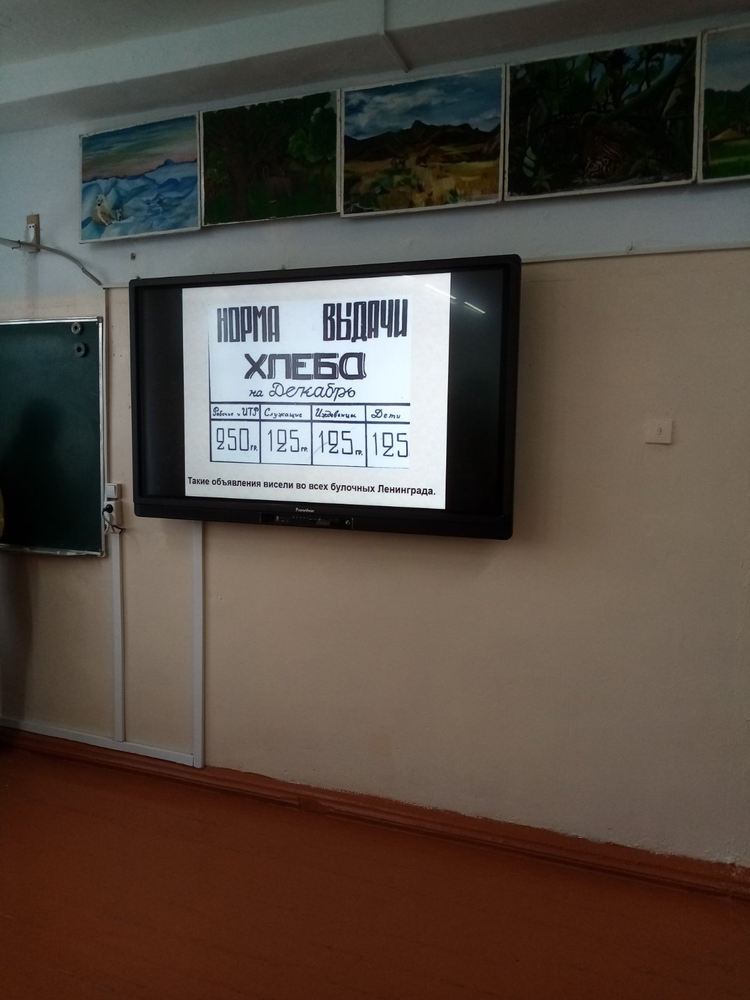 НОРМА ВЫДАЧИ
ХЛЕБА
на Декабрь
Рабочие и ИТР Служащие Иждивенцы Дети
250 гр. 125 гр. 125 гр. 125
Такие объявления висели во всех булочных Ленинграда.
Promethean